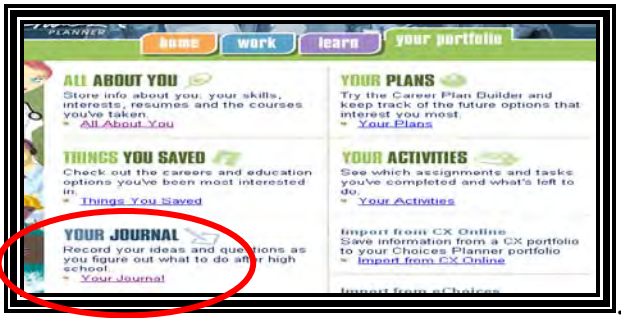 PLANNER
home work learn your portfolio
ALL ABOUT YOU
Store info about you: your skills,
interests, resumes and the courses
you've taken.
All About You
THINGS YOU SAVED
Check out the careers and education
options you've been most interested
in.
Things You Saved
YOUR JOURNAL
Record your ideas and questions as
you figure out what to do after high
school.
Your Journal
YOUR PLANS
Try the Career Plan Builder and
keep track of the future options that
interest you most.
Your Plans
YOUR ACTIVITIES
See which assignments and tasks
you've completed and what's left to
do.
Your Activities
Import from CX Online
Save information from a CX portfolio
to your Choices Planner portfolio
Import from CX Online
Import from eChoices
.